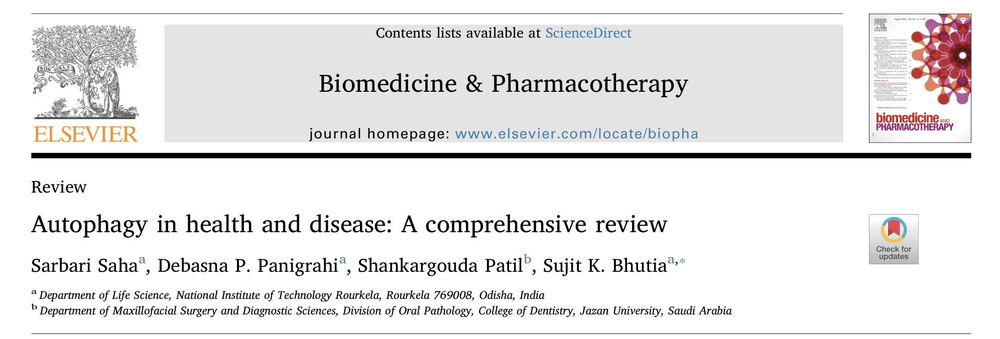 Contents lists available at ScienceDirect
Biomedicine & Pharmacotherapy
journal homepage: www.elsevier.com/locate/biopha
NON SOLUS
ELSEVIER
ELSEVIER
biomedicine AND
PHARMACOTHERAPY
Review
Autophagy in health and disease: A comprehensive review
Check for
updates
Sarbari Saha a, Debasna P. Panigrahi a, Shankargouda Patil b, Sujit K. Bhutia a,*
a Department of Life Science, National Institute of Technology Rourkela, Rourkela 769008, Odisha, India
b Department of Maxillofacial Surgery and Diagnostic Sciences, Division of Oral Pathology, College of Dentistry, Jazan University, Saudi Arabia